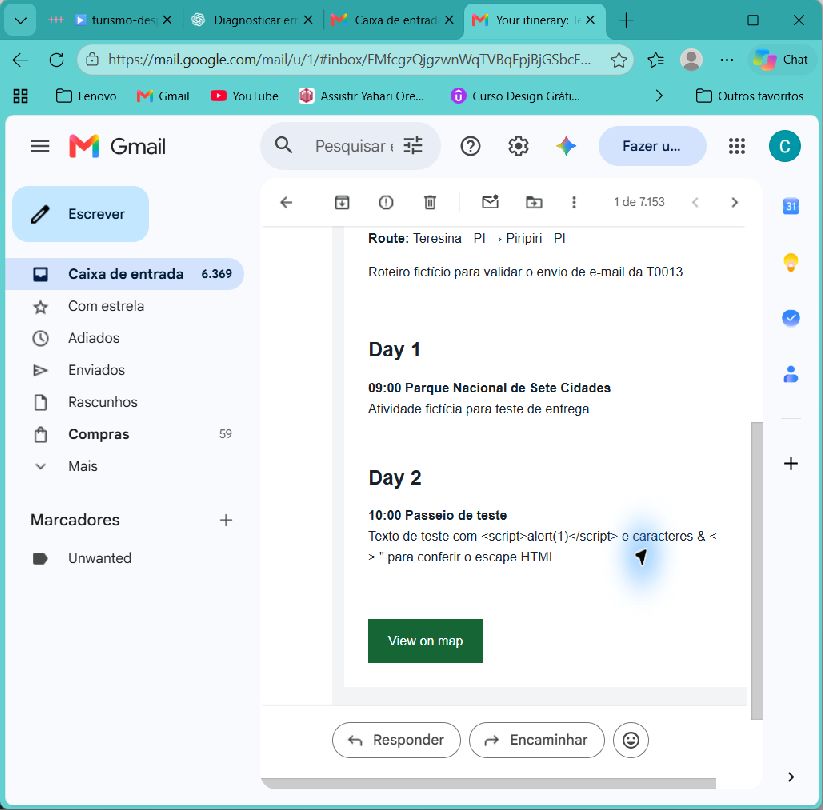 turismo-des
Diagnosticar err
Caixa de entrad
Your itinerary: Te
https://mail.google.com/mail/u/1/#inbox/FMfcgzQjgzwnWqTVBqFpjBjGSbcF...
Chat
Lenovo
Gmail
YouTube
Assistir Yahari Ore...
Curso Design Gráfi...
Outros favoritos
Gmail
Pesquisar e
Fazer u...
C
Escrever
1 de 7.153
31
Caixa de entrada 6.369
Com estrela
Adiados
Enviados
Rascunhos
Compras 59
Mais
Marcadores
Unwanted
Route: Teresina PI → Piripiri PI
Roteiro fictício para validar o envio de e-mail da T0013
Day 1
09:00 Parque Nacional de Sete Cidades
Atividade fictícia para teste de entrega
Day 2
10:00 Passeio de teste
Texto de teste com <script>alert(1)</script> e caracteres & <
> " para conferir o escape HTML
View on map
Responder
Encaminhar